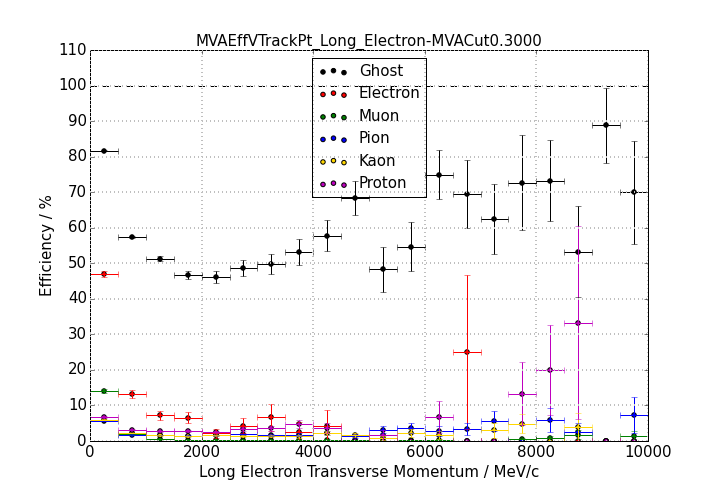 MVAEffVTrackPt_Long_Electron-MVACut0.3000
110
100
90
80
70
60
50
40
30
20
10
0
Efficiency / %
Ghost
Electron
Muon
Pion
Kaon
Proton
0 2000 4000 6000 8000 10000
Long Electron Transverse Momentum / MeV/c